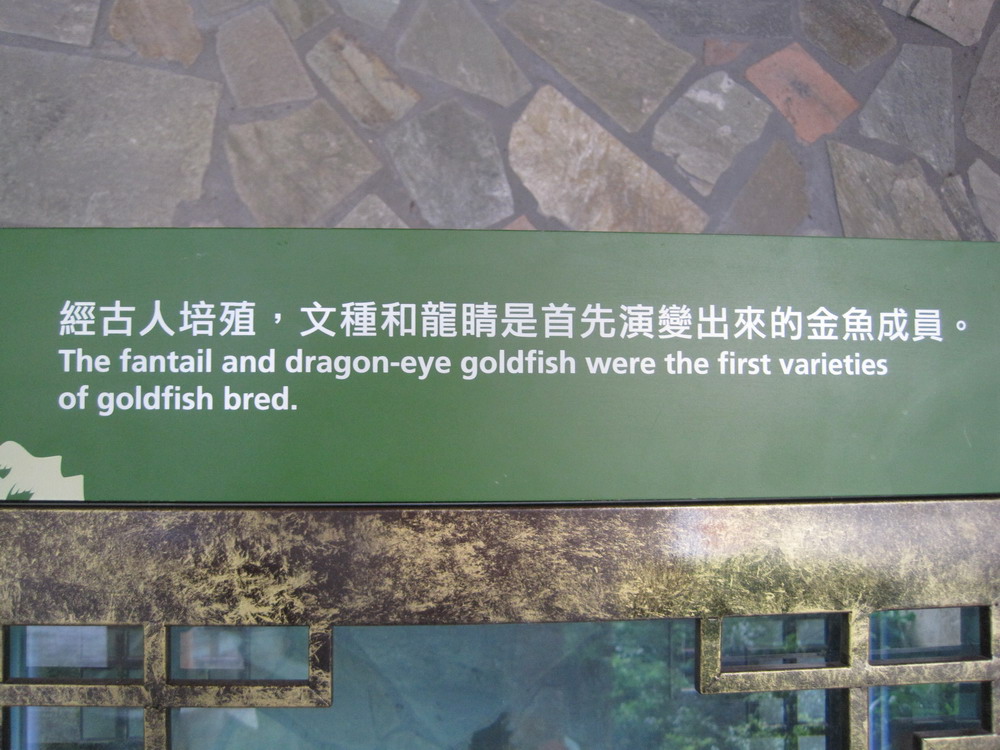 經古人培殖，文種和龍睛是首先演變出來的金魚成員。
The fantail and dragon-eye goldfish were the first varieties
of goldfish bred.